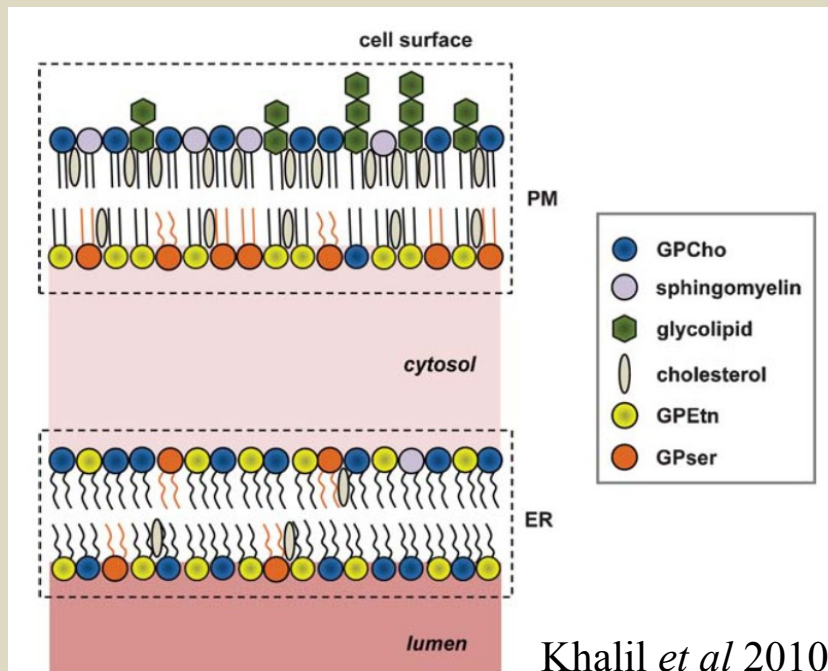 cell surface
PM
GPCho
sphingomyelin
glycolipid
cholesterol
GPEtn
GPser
cytosol
ER
lumen
Khalil et al 2010